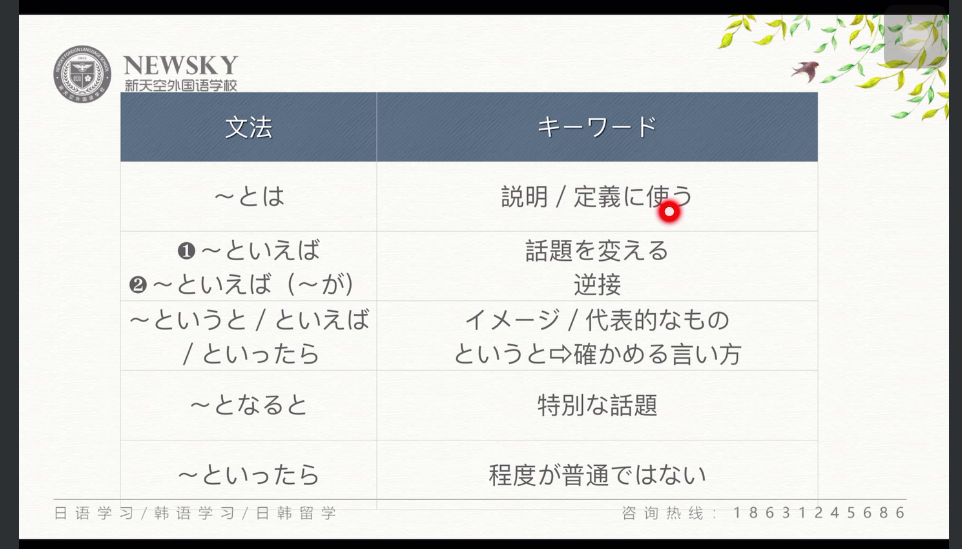 NEWSKY
新天空外国语学校
文法
キーワード
～とは
説明 / 定義に使う
❶～といえば
❷～といえば（～が）
話題を変える
逆接
～というと / といえば
/ といったら
イメージ / 代表的なもの
というと⇨確かめる言い方
～となると
特別な話題
～といったら
程度が普通ではない
日语学习/韩语学习/日韩留学
咨询热线：18631245686